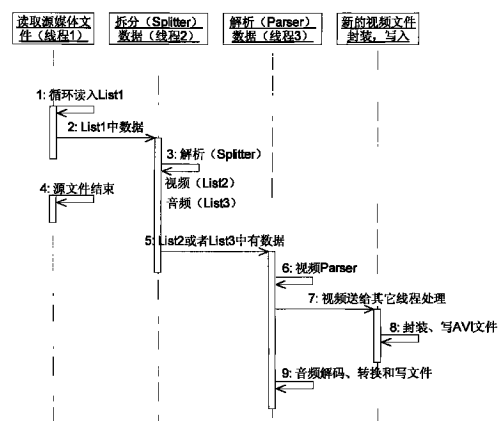 读取源媒体文
件（线程1）
拆分（Splitter）
数据（线程2）
解析（Parser）
数据（线程3）
新的视频文件
封装，写入
1: 循环读入List1
2: List1中数据
3: 解析（Splitter）
视频（List2）
音频（List3）
4: 源文件结束
5: List2或者List3中有数据
6: 视频Parser
7: 视频送给其它线程处理
8: 封装、写AVI文件
9: 音频解码、转换和写文件